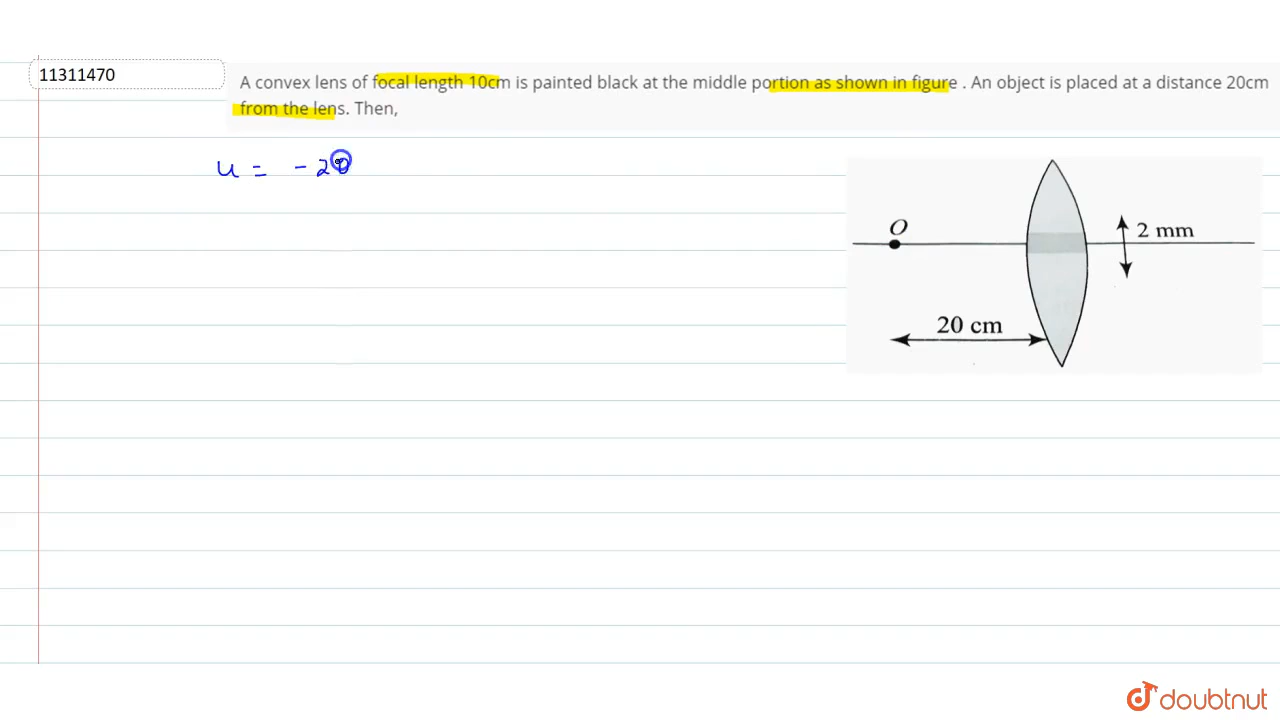 11311470
A convex lens of focal length 10cm is painted black at the middle portion as shown in figure . An object is placed at a distance 20cm
from the lens. Then,
u = - 20
O
2 mm
20 cm
doubtnut